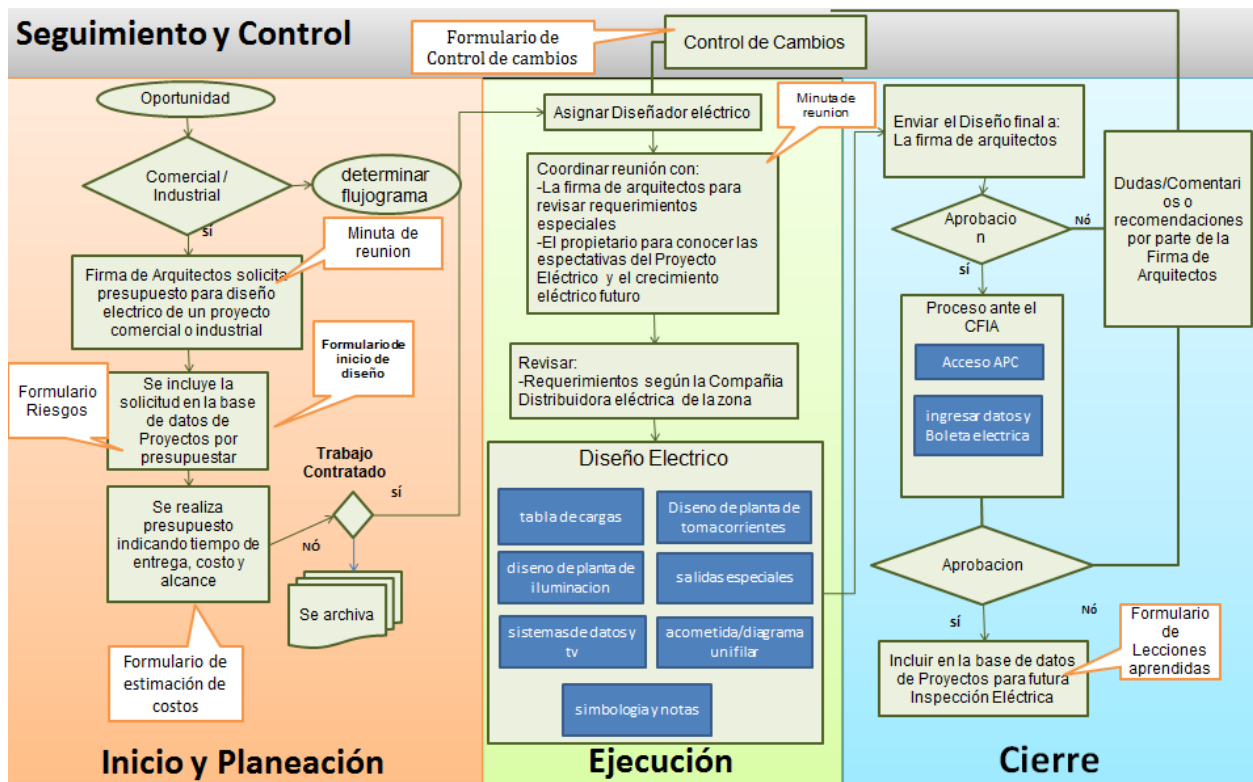 Seguimiento y Control
Formulario de
Control de cambios
Control de Cambios
Oportunidad
Comercial /
Industrial
determinar
flujograma
sí
Minuta de
reunion
Firma de Arquitectos solicita
presupuesto para diseño
electrico de un proyecto
comercial o industrial
Formulario de
inicio de
diseño
Formulario
Riesgos
Se incluye la
solicitud en la base
de datos de
Proyectos por
presupuestar
Trabajo
Contratado
sí
Se realiza
presupuesto
indicando tiempo de
entrega, costo y
alcance
NÓ
Se archiva
Formulario de
estimación de
costos
Inicio y Planeación
Asignar Diseñador eléctrico
Minuta de
reunion
Coordinar reunión con:
-La firma de arquitectos para
revisar requerimientos
especiales
-El propietario para conocer las
espectativas del Proyecto
Eléctrico y el crecimiento
eléctrico futuro
Revisar:
-Requerimientos según la Compañia
Distribuidora eléctrica de la zona
Diseño Electrico
tabla de cargas
Diseno de planta de
tomacorrientes
diseno de planta de
iluminacion
salidas especiales
sistemas de datos y
tv
acometida/diagrama
unifilar
simbologia y notas
Ejecución
Enviar el Diseño final a:
La firma de arquitectos
Aprobacio
n
Nó
Dudas/Comentari
os o
recomendaciones
por parte de la
Firma de
Arquitectos
sí
Proceso ante el
CFIA
Acceso APC
ingresar datos y
Boleta electrica
Aprobacion
sí
Nó
Formulario
de
Lecciones
aprendidas
Incluir en la base de datos
de Proyectos para futura
Inspección Eléctrica
Cierre